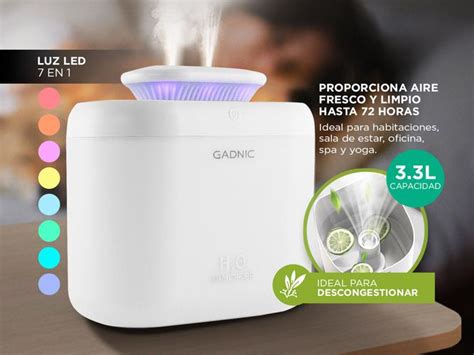 LUZ LED
7 EN 1
GADNIC
H2O
PROPORCIONA AIRE
FRESCO Y LIMPIO
HASTA 72 HORAS
Ideal para habitaciones,
sala de estar, oficina,
spa y yoga.
3.3L
CAPACIDAD
IDEAL PARA
DESCONGESTIONAR